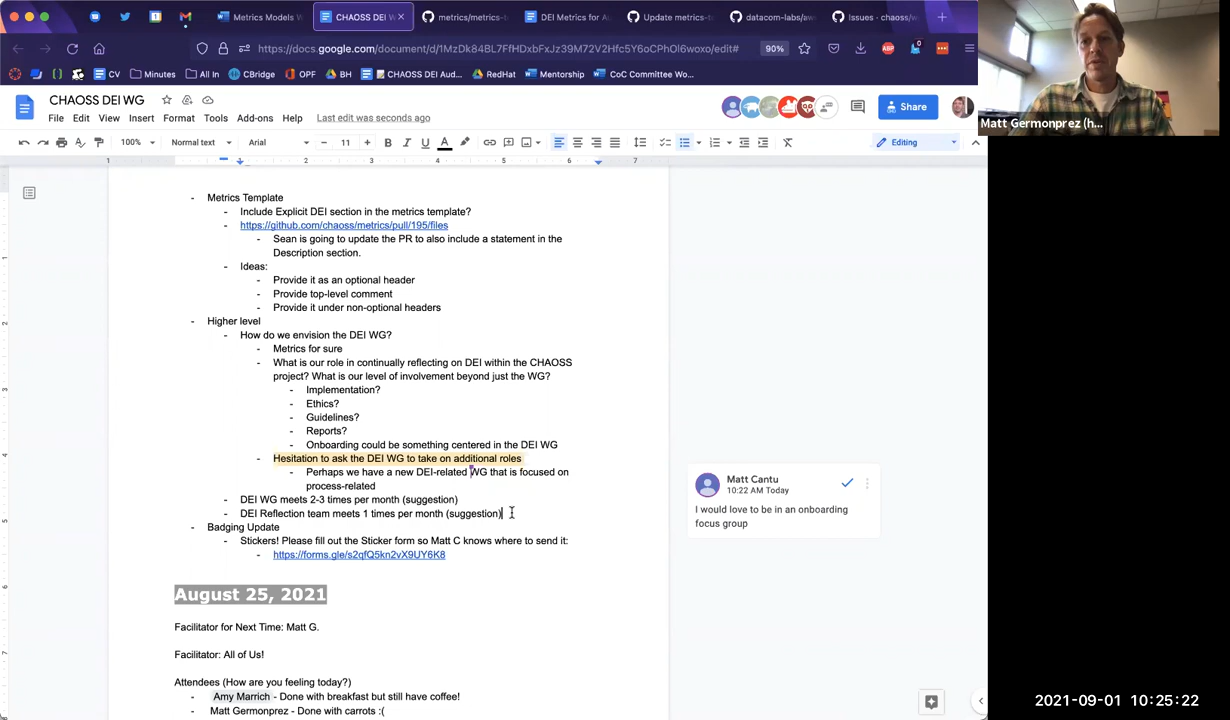 Metrics Models W
CHAOSS DEI W
metrics/metrics-t
DEI Metrics for A
Update metrics-t
datacom-labs/aw
Issues · chaoss/w
https://docs.google.com/document/d/1MzDk84BL7FfHDxbFxJz39M72V2Hfc5Y6oCPhOl6woxo/edit#
90%
CV
Minutes
All In
CBridge
OPF
BH
CHAOSS DEI Aud...
RedHat
Mentorship
CoC Committee Wo...
Matt Germonprez (h...
CHAOSS DEI WG
File Edit View Insert Format Tools Add-ons Help Last edit was seconds ago
Share
100% Normal text Arial 11 B I U A Editing
1 1 2 3 4 5 6 7
- Metrics Template
- Include Explicit DEI section in the metrics template?
- https://github.com/chaoss/metrics/pull/195/files
- Sean is going to update the PR to also include a statement in the
Description section.
- Ideas:
- Provide it as an optional header
- Provide top-level comment
- Provide it under non-optional headers
- Higher level
- How do we envision the DEI WG?
- Metrics for sure
- What is our role in continually reflecting on DEI within the CHAOSS
project? What is our level of involvement beyond just the WG?
- Implementation?
- Ethics?
- Guidelines?
- Reports?
- Onboarding could be something centered in the DEI WG
- Hesitation to ask the DEI WG to take on additional roles
- Perhaps we have a new DEI-related WG that is focused on
process-related
- DEI WG meets 2-3 times per month (suggestion)
- DEI Reflection team meets 1 times per month (suggestion)
- Badging Update
- Stickers! Please fill out the Sticker form so Matt C knows where to send it:
- https://forms.gle/s2qfQ5kn2vX9UY6K8
Matt Cantu
10:22 AM Today
I would love to be in an onboarding
focus group
August 25, 2021
Facilitator for Next Time: Matt G.
Facilitator: All of Us!
Attendees (How are you feeling today?)
- Amy Marrich - Done with breakfast but still have coffee!
- Matt Germonprez - Done with carrots :(
2021-09-01 10:25:22